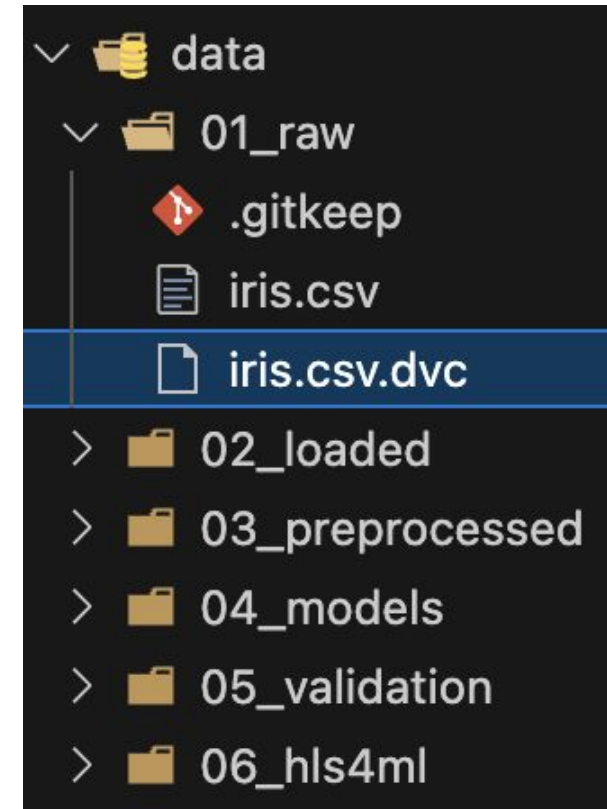 data
01_raw
.gitkeep
iris.csv
iris.csv.dvc
02_loaded
03_preprocessed
04_models
05_validation
06_hls4ml